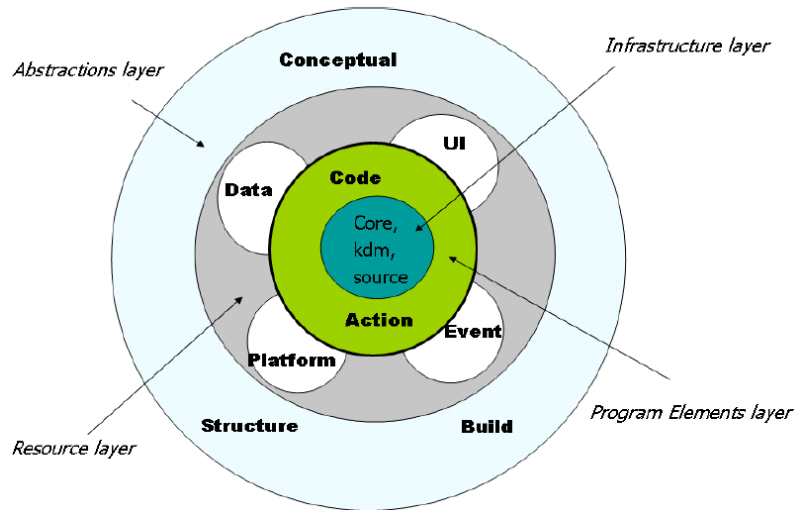 Infrastructure layer
Abstractions layer
Conceptual
UI
Code
Data
Core,
kdm,
source
Action
Event
Platform
Program Elements layer
Structure
Build
Resource layer